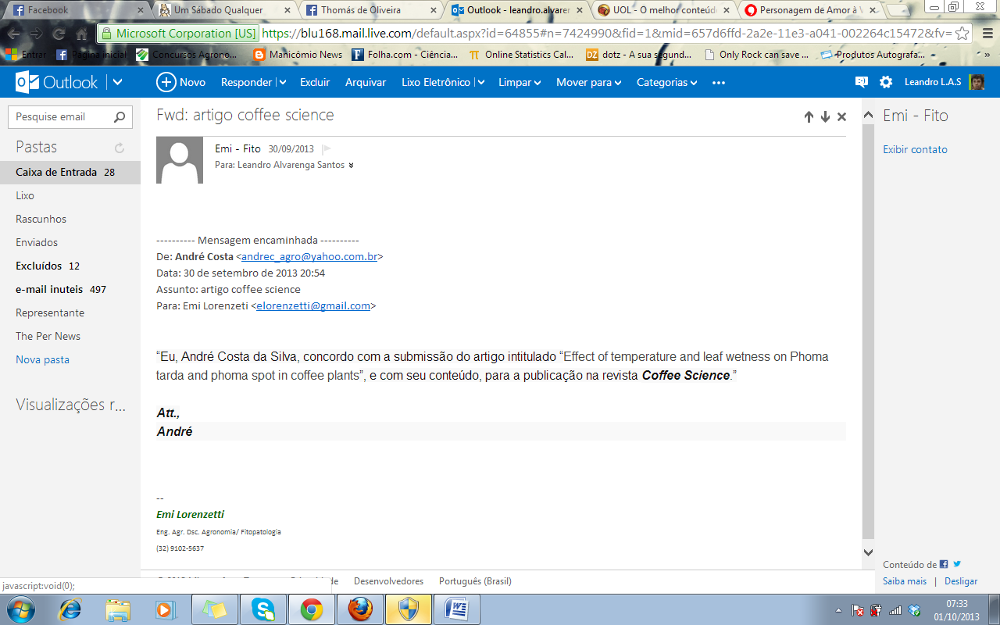 Facebook
Um Sábado Qualquer
Thomás de Oliveira
Outlook - leandro.alvaren
UOL - O melhor conteúd
Personagem de Amor à V
Microsoft Corporation [US] https://blu168.mail.live.com/default.aspx?id=64855#n=7424990&fid=1&mid=657d6ffd-2a2e-11e3-a041-002264c15472&fv=
Entrar
Página inicial
Concursos Agrono...
Manicômio News
Folha.com - Ciência...
Online Statistics Cal...
dotz - A sua segund...
Only Rock can save ...
Produtos Autografa...
»
Outlook
Novo
Responder
Excluir
Arquivar
Lixo Eletrônico
Limpar
Mover para
Categorias
•••
Leandro L.A.S
Pesquise email
Pastas
Caixa de Entrada 28
Lixo
Rascunhos
Enviados
Excluídos 12
e-mail inuteis 497
Representante
The Per News
Nova pasta
Visualizações r...
Fwd: artigo coffee science
Emi - Fito 30/09/2013
Para: Leandro Alvarenga Santos
---------- Mensagem encaminhada ----------
De: André Costa <andrec_agro@yahoo.com.br>
Data: 30 de setembro de 2013 20:54
Assunto: artigo coffee science
Para: Emi Lorenzeti <elorenzetti@gmail.com>
“Eu, André Costa da Silva, concordo com a submissão do artigo intitulado “Effect of temperature and leaf wetness on Phoma
tarda and phoma spot in coffee plants”, e com seu conteúdo, para a publicação na revista Coffee Science.”
Att.,
André
--
Emi Lorenzetti
Eng. Agr. Dsc. Agronomia/ Fitopatologia
(32) 9102-5637
Emi - Fito
Exibir contato
Conteúdo de
Saiba mais | Desligar
Desenvolvedores
Português (Brasil)
javascript:void(0);
07:33
01/10/2013